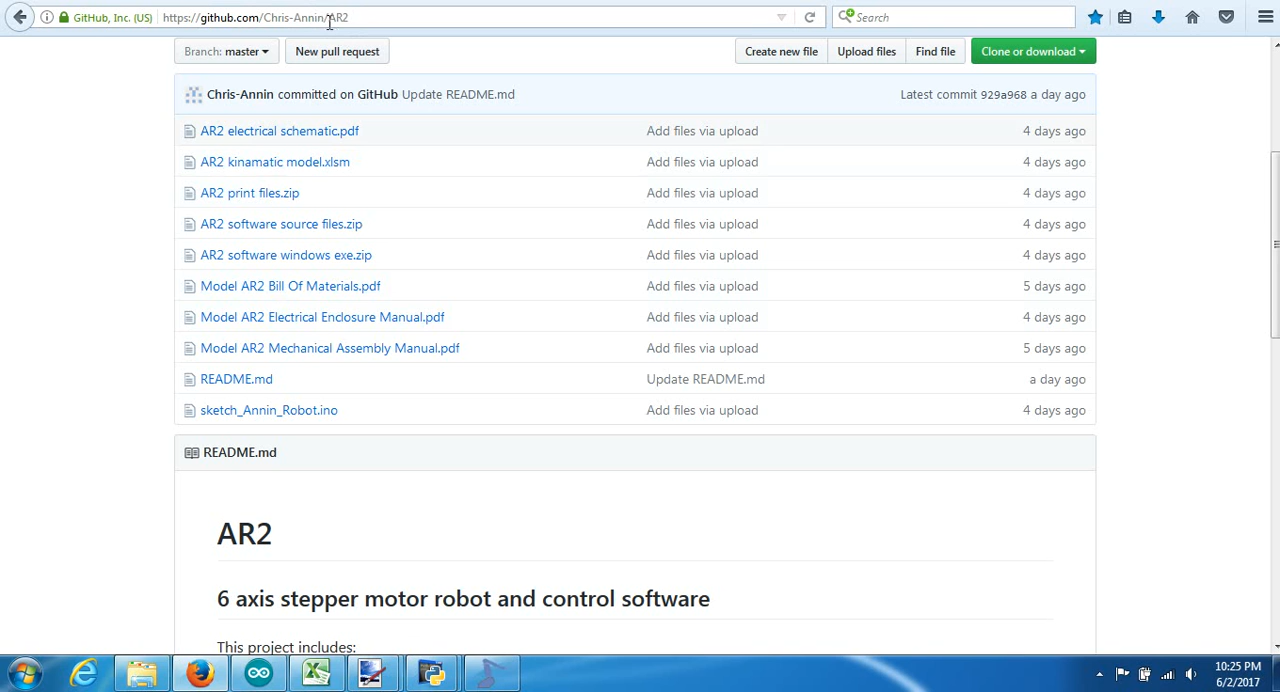 GitHub, Inc. (US) https://github.com/Chris-Annin/AR2 Search
Branch: master New pull request Create new file Upload files Find file Clone or download
Chris-Annin committed on GitHub Update README.md Latest commit 929a968 a day ago
AR2 electrical schematic.pdf Add files via upload 4 days ago
AR2 kinamatic model.xlsm Add files via upload 4 days ago
AR2 print files.zip Add files via upload 4 days ago
AR2 software source files.zip Add files via upload 4 days ago
AR2 software windows exe.zip Add files via upload 4 days ago
Model AR2 Bill Of Materials.pdf Add files via upload 5 days ago
Model AR2 Electrical Enclosure Manual.pdf Add files via upload 4 days ago
Model AR2 Mechanical Assembly Manual.pdf Add files via upload 5 days ago
README.md Update README.md a day ago
sketch_Annin_Robot.ino Add files via upload 4 days ago
README.md
AR2
6 axis stepper motor robot and control software
This project includes:
10:25 PM
6/2/2017